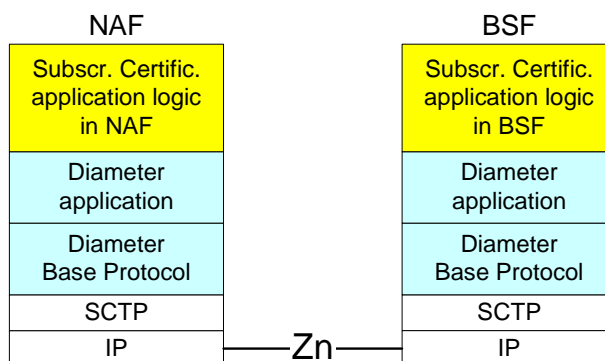 NAF
BSF
Subscr. Certific.
application logic
in NAF
Subscr. Certific.
application logic
in BSF
Diameter
application
Diameter
application
Diameter
Base Protocol
Diameter
Base Protocol
SCTP
SCTP
IP
Zn
IP